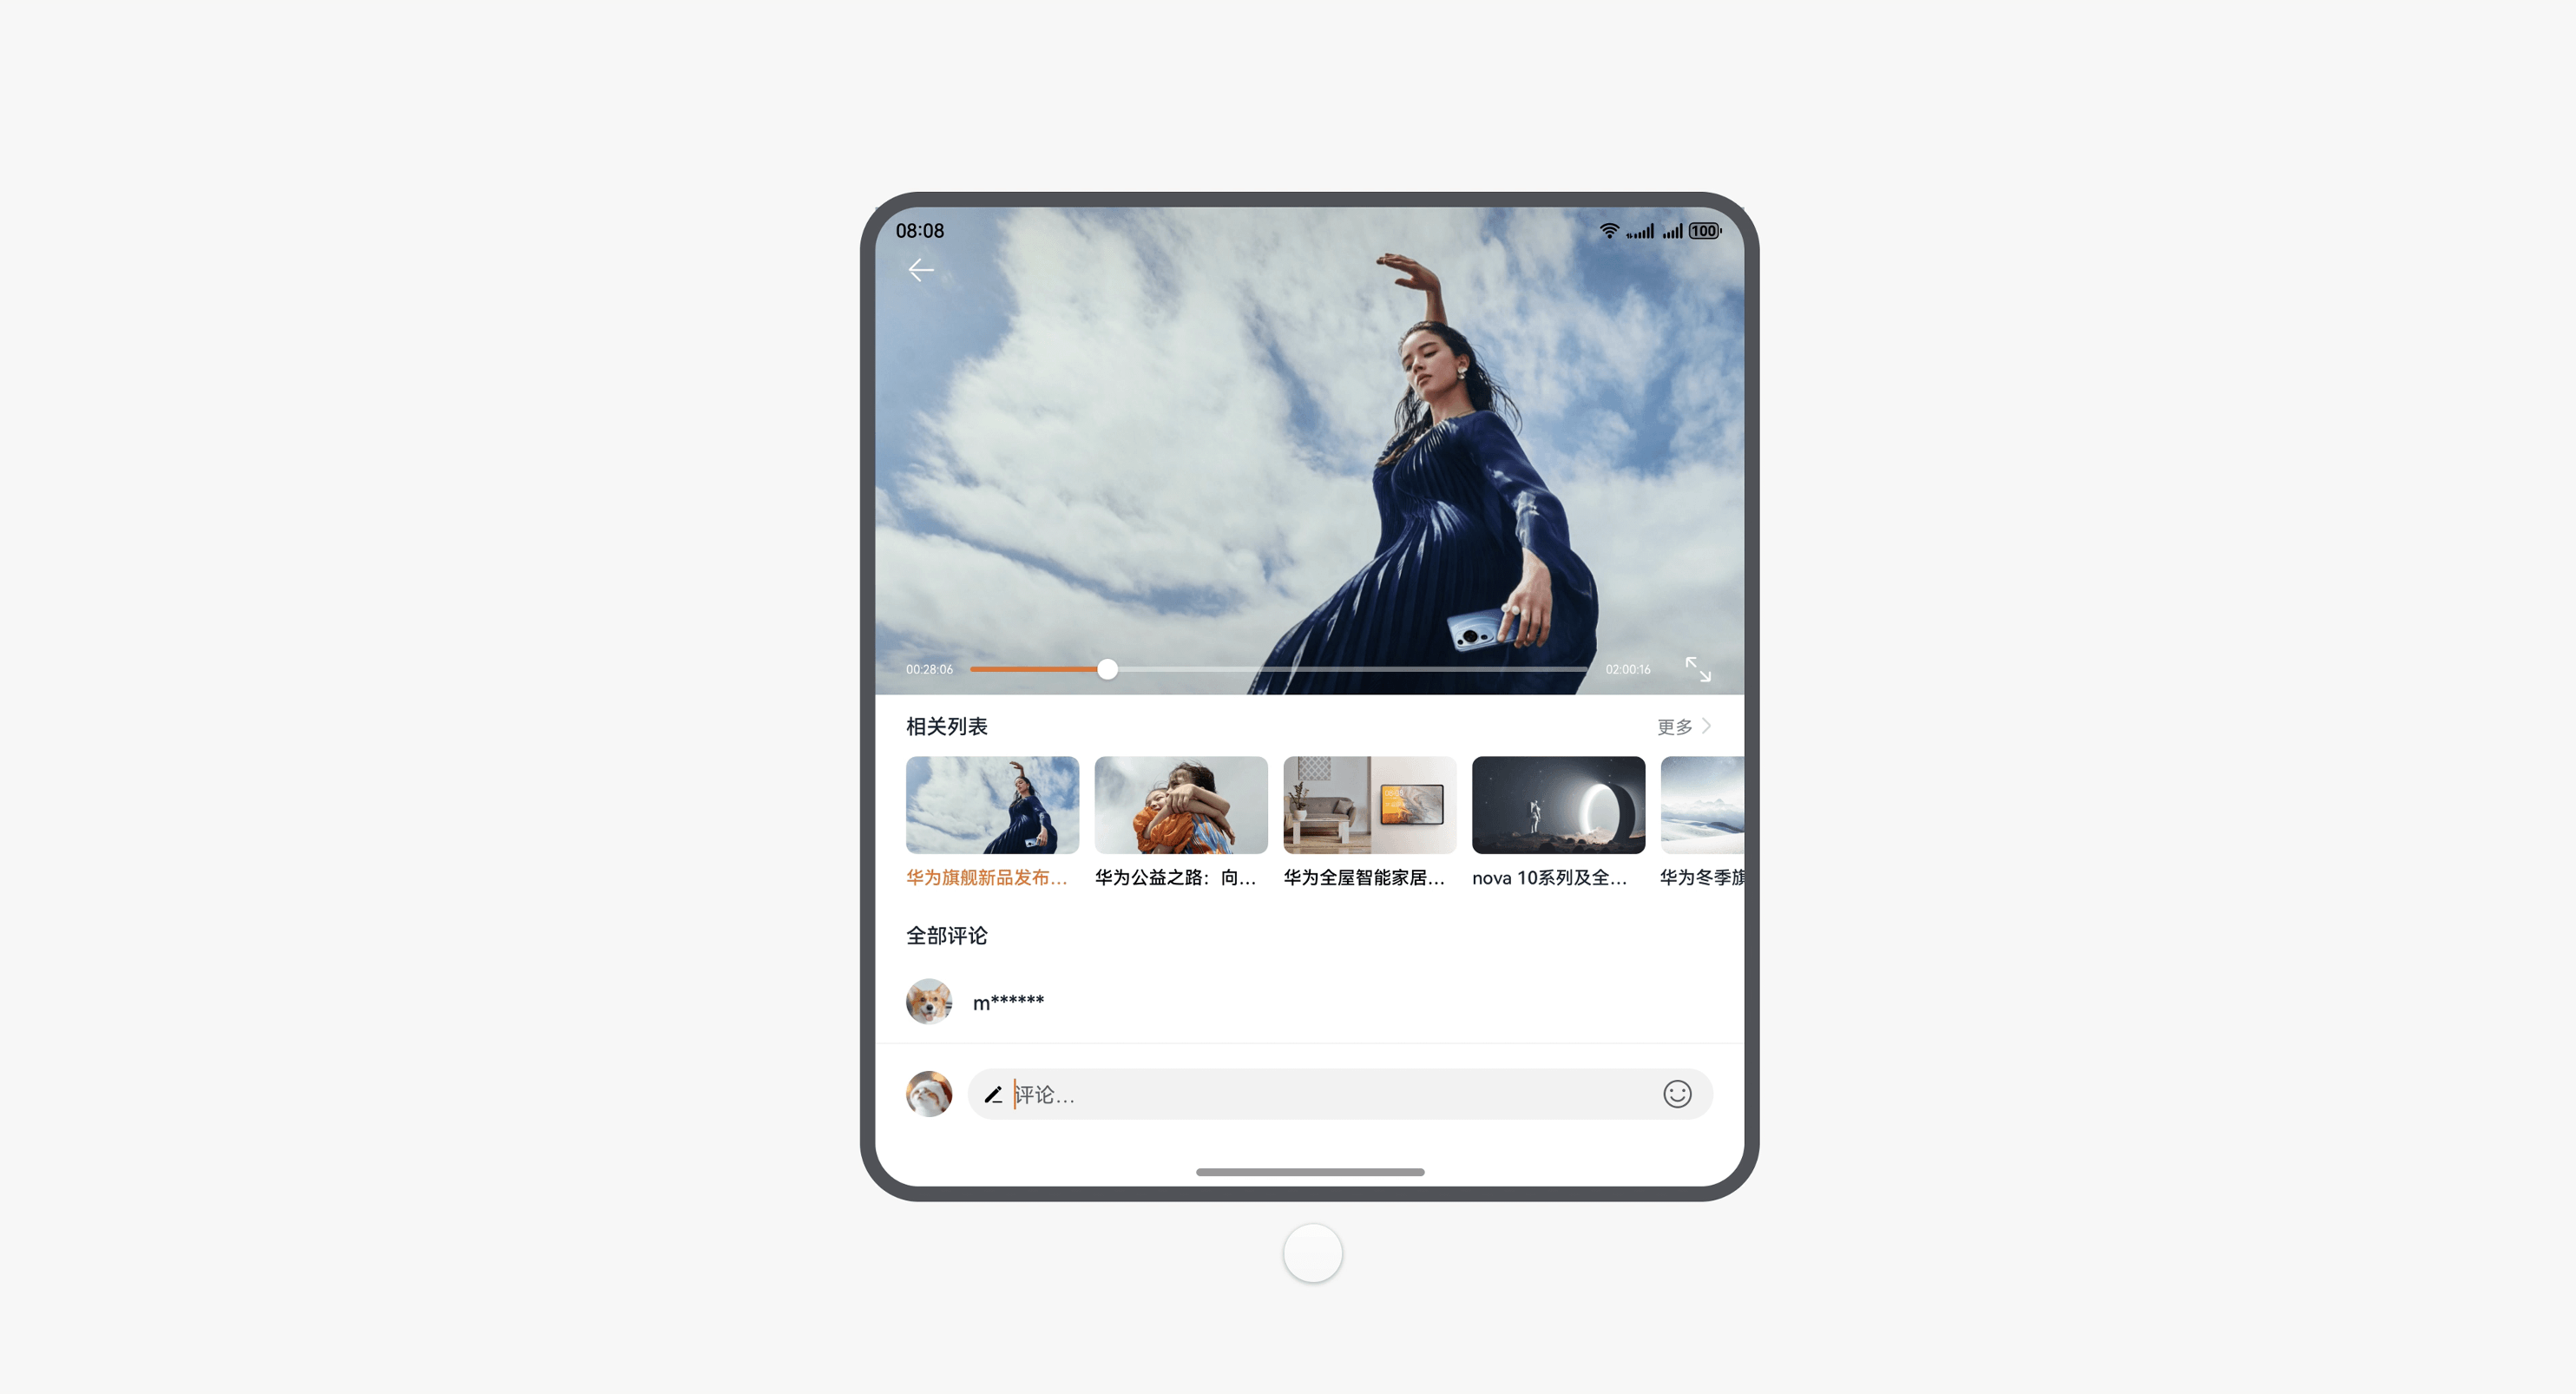 08:08
100
00:28:06
02:00:16
相关列表
更多
华为旗舰新品发布...
华为公益之路：向...
华为全屋智能家居...
nova 10系列及全...
华为冬季旗
全部评论
m******
评论...